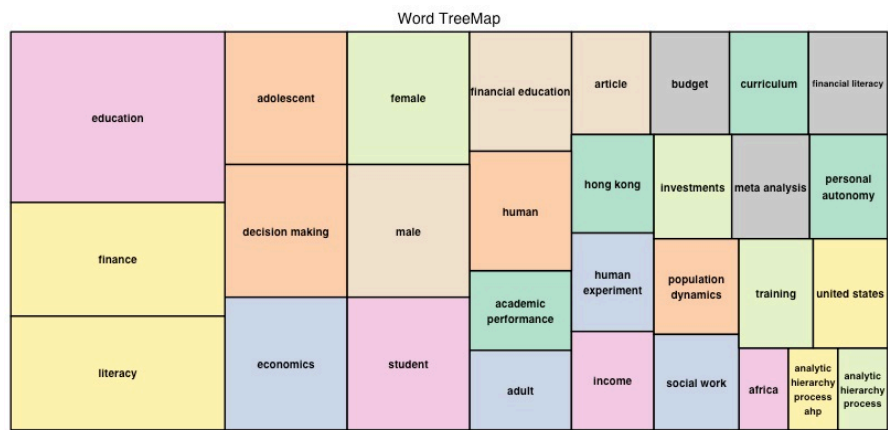 Word TreeMap
education
finance
literacy
adolescent
decision making
economics
female
male
student
financial education
human
academic
performance
adult
article
budget
curriculum
financial literacy
hong kong
investments
meta analysis
personal
autonomy
human
experiment
population
dynamics
training
united states
income
social work
africa
analytic
hierarchy
process
ahp
analytic
hierarchy
process